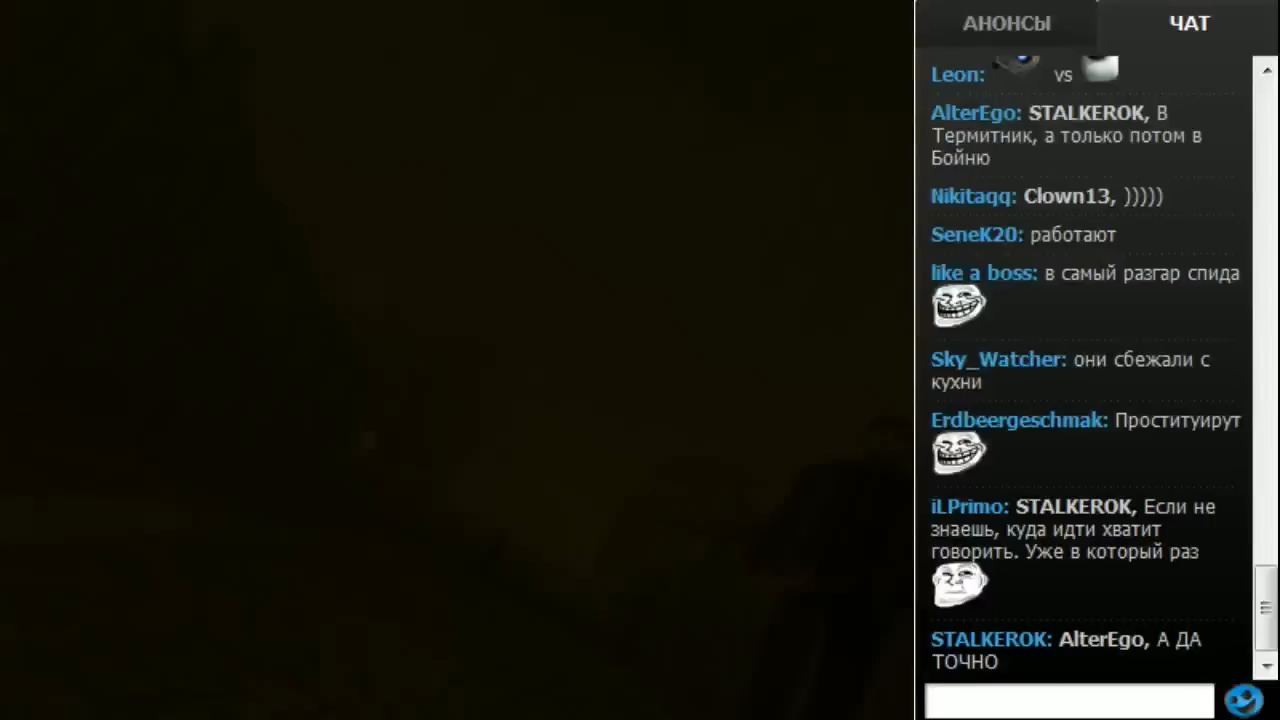 АНОНСЫ ЧАТ
Leon: vs
AlterEgo: STALKEROK, В
Термитник, а только потом в
Бойню
Nikitaqq: Clown13, )))))
SeneK20: работают
like a boss: в самый разгар спида
Sky_Watcher: они сбежали с
кухни
Erdbeergeschmak: Проституирут
iLPrimo: STALKEROK, Если не
знаешь, куда идти хватит
говорить. Уже в который раз
STALKEROK: AlterEgo, А ДА
ТОЧНО